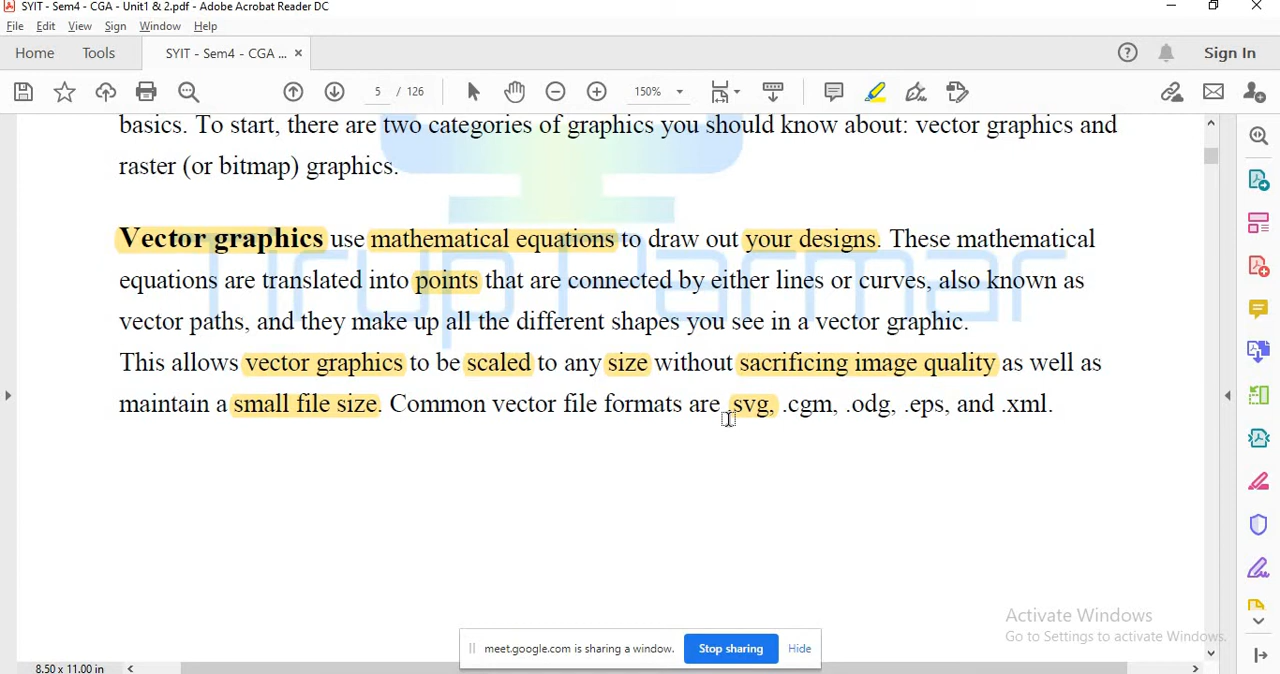 SYIT - Sem4 - CGA - Unit1 & 2.pdf - Adobe Acrobat Reader DC
File Edit View Sign Window Help
Home Tools SYIT - Sem4 - CGA ... × Sign In
5 / 126 150%
basics. To start, there are two categories of graphics you should know about: vector graphics and
raster (or bitmap) graphics.
Vector graphics use mathematical equations to draw out your designs. These mathematical
equations are translated into points that are connected by either lines or curves, also known as
vector paths, and they make up all the different shapes you see in a vector graphic.
This allows vector graphics to be scaled to any size without sacrificing image quality as well as
maintain a small file size. Common vector file formats are .svg, .cgm, .odg, .eps, and .xml.
Activate Windows
Go to Settings to activate Windows.
meet.google.com is sharing a window. Stop sharing Hide
8.50 x 11.00 in